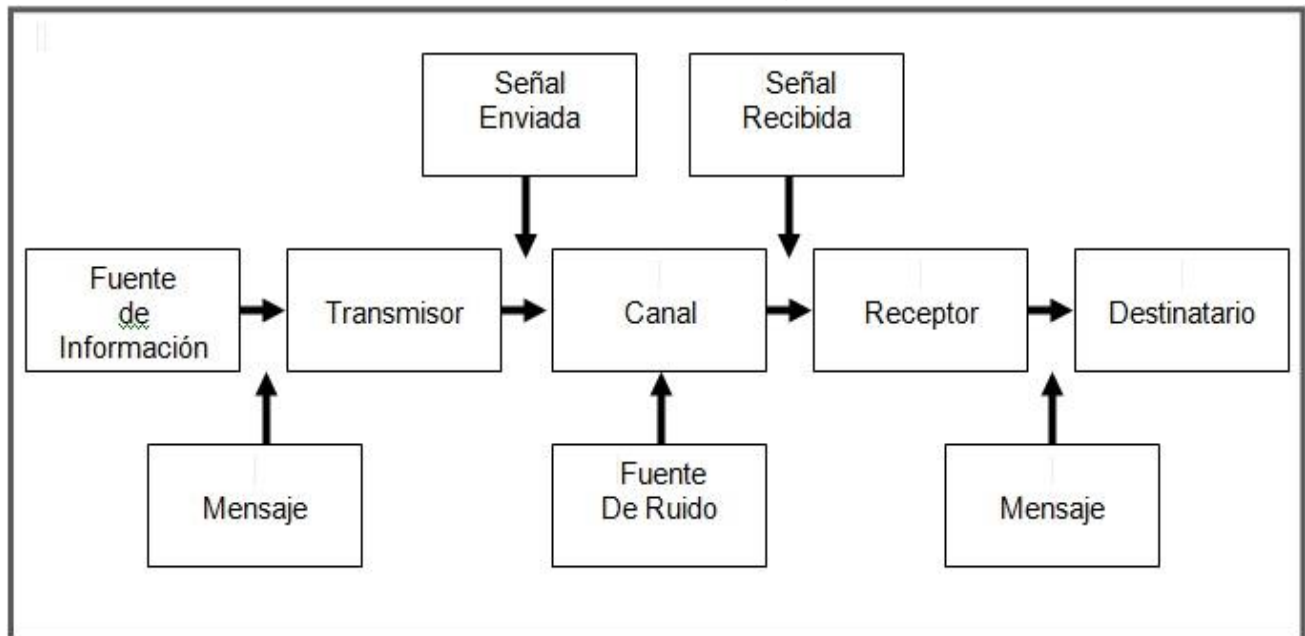 Señal
Enviada
Señal
Recibida
Fuente
de
Información
Transmisor
Canal
Receptor
Destinatario
Mensaje
Fuente
De Ruido
Mensaje